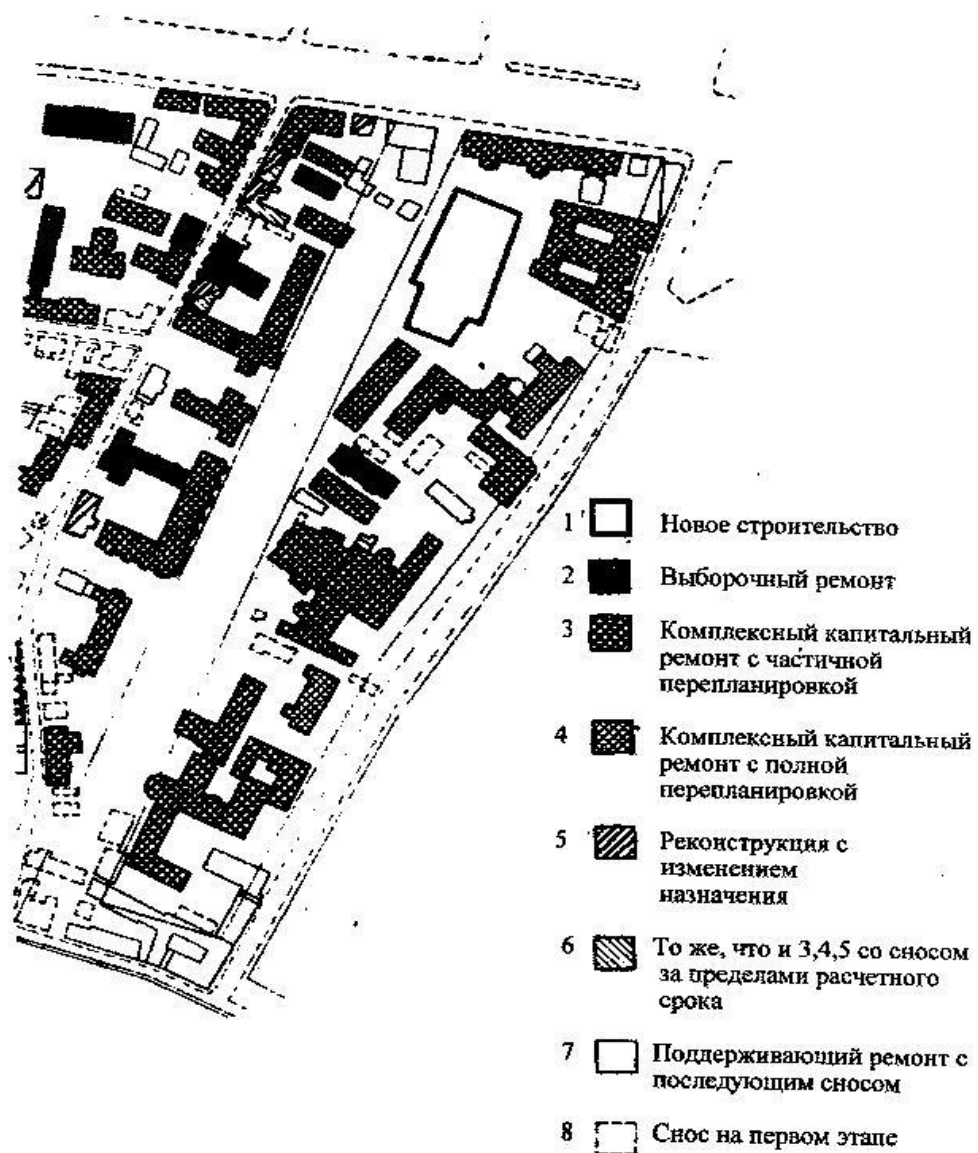 1 Новое строительство
2 Выборочный ремонт
3 Комплексный капитальный
ремонт с частичной
перепланировкой
4 Комплексный капитальный
ремонт с полной
перепланировкой
5 Реконструкция с
изменением
назначения
6 То же, что и 3,4,5 со сносом
за пределами расчетного
срока
7 Поддерживающий ремонт с
последующим сносом
8 Снос на первом этапе